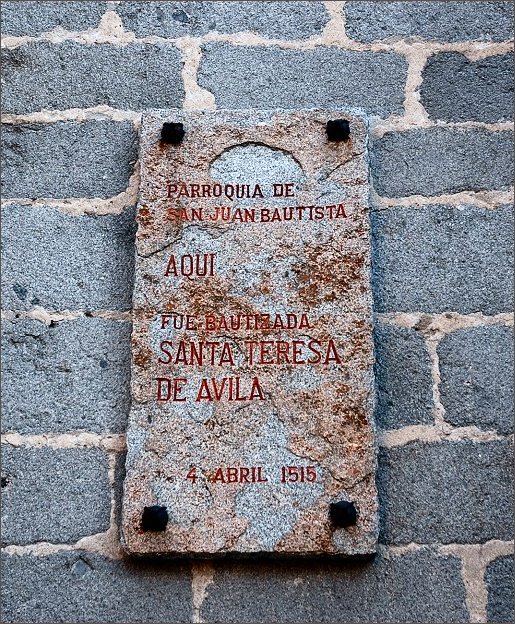 PARROQUIA DE
SAN JUAN BAUTISTA
AQUI
FUE BAUTIZADA
SANTA TERESA
DE AVILA
4 ABRIL 1515